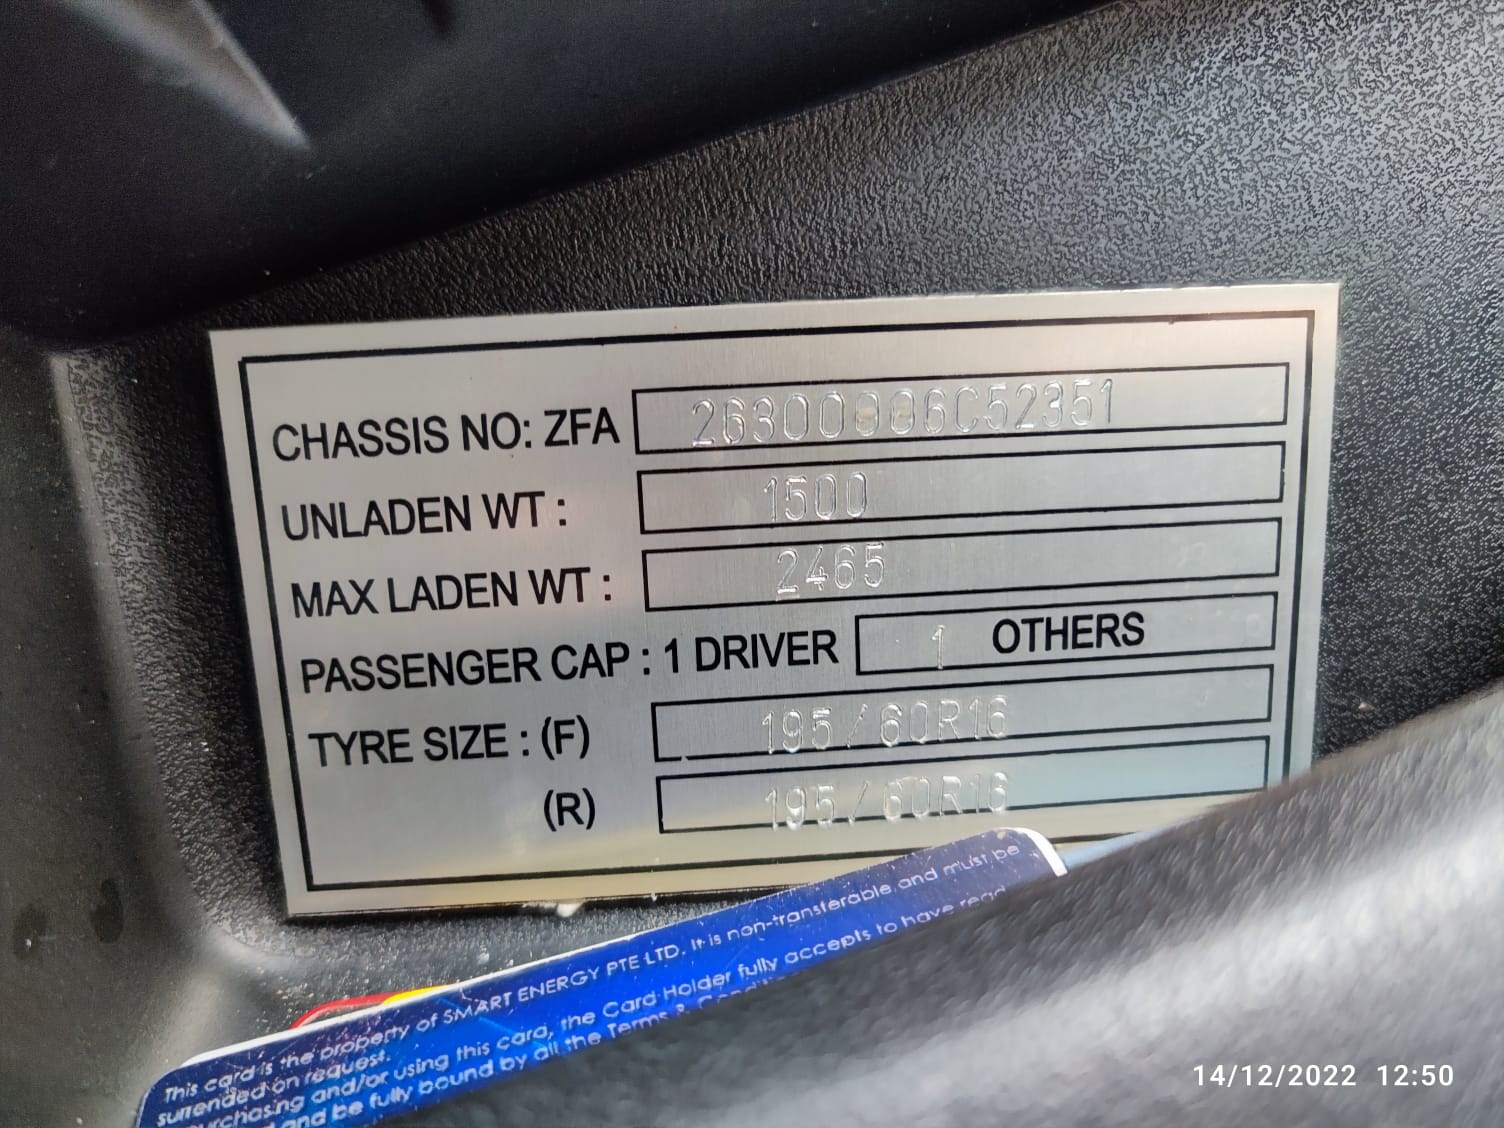 CHASSIS NO: ZFA 26300006C52351
UNLADEN WT : 1500
MAX LADEN WT : 2465
PASSENGER CAP : 1 DRIVER 1 OTHERS
TYRE SIZE : (F) 195/60R16
(R) 195/60R16
This card is the property of SMART ENERGY PTE LTD. It is non-transferable and must be
surrended on request.
purchasing and/or using this card, the Card Holder fully accepts to have read
and be fully bound by all the Terms &
14/12/2022 12:50